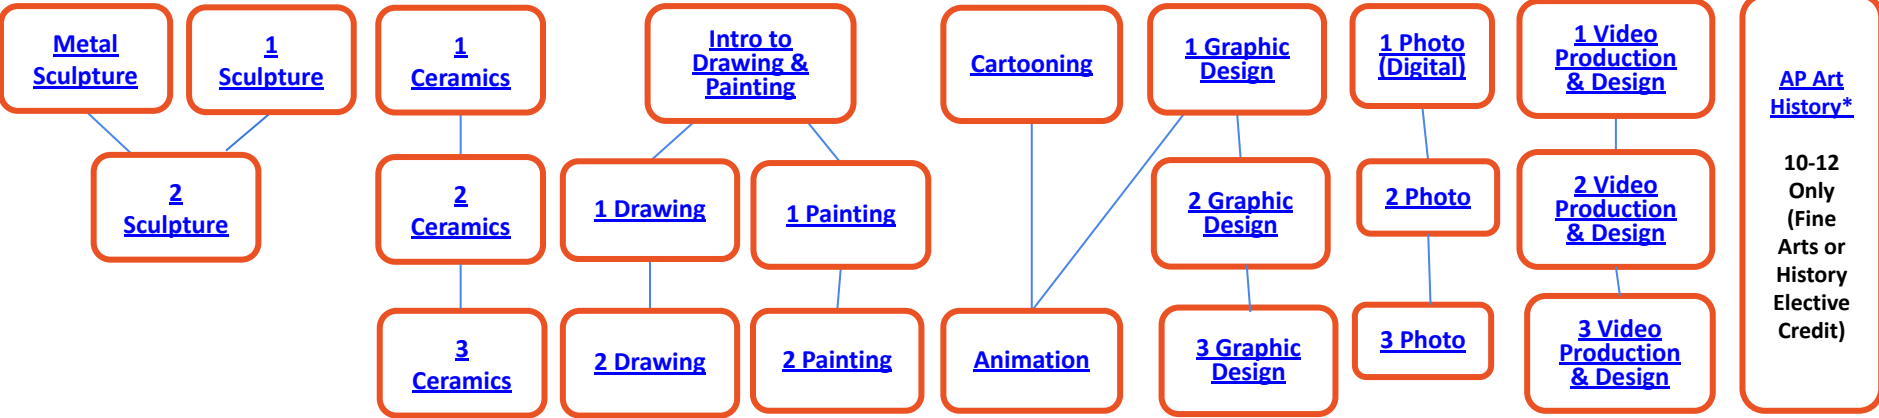 Metal
Sculpture
1
Sculpture
1
Ceramics
Intro to
Drawing &
Painting
Cartooning
1 Graphic
Design
1 Photo
(Digital)
1 Video
Production
& Design
AP Art
History*
10-12
Only
(Fine
Arts or
History
Elective
Credit)
2
Sculpture
2
Ceramics
1 Drawing
1 Painting
2 Graphic
Design
2 Photo
2 Video
Production
& Design
3
Ceramics
2 Drawing
2 Painting
Animation
3 Graphic
Design
3 Photo
3 Video
Production
& Design